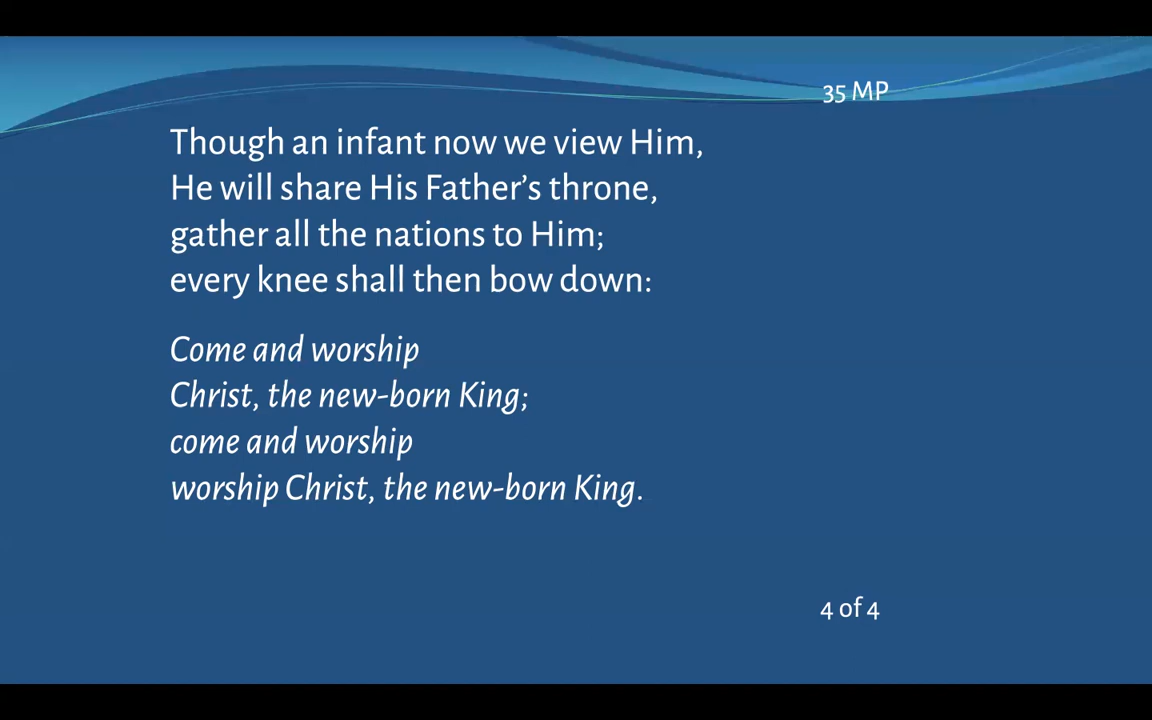 35 MP
Though an infant now we view Him,
He will share His Father’s throne,
gather all the nations to Him;
every knee shall then bow down:
Come and worship
Christ, the new-born King;
come and worship
worship Christ, the new-born King.
4 of 4